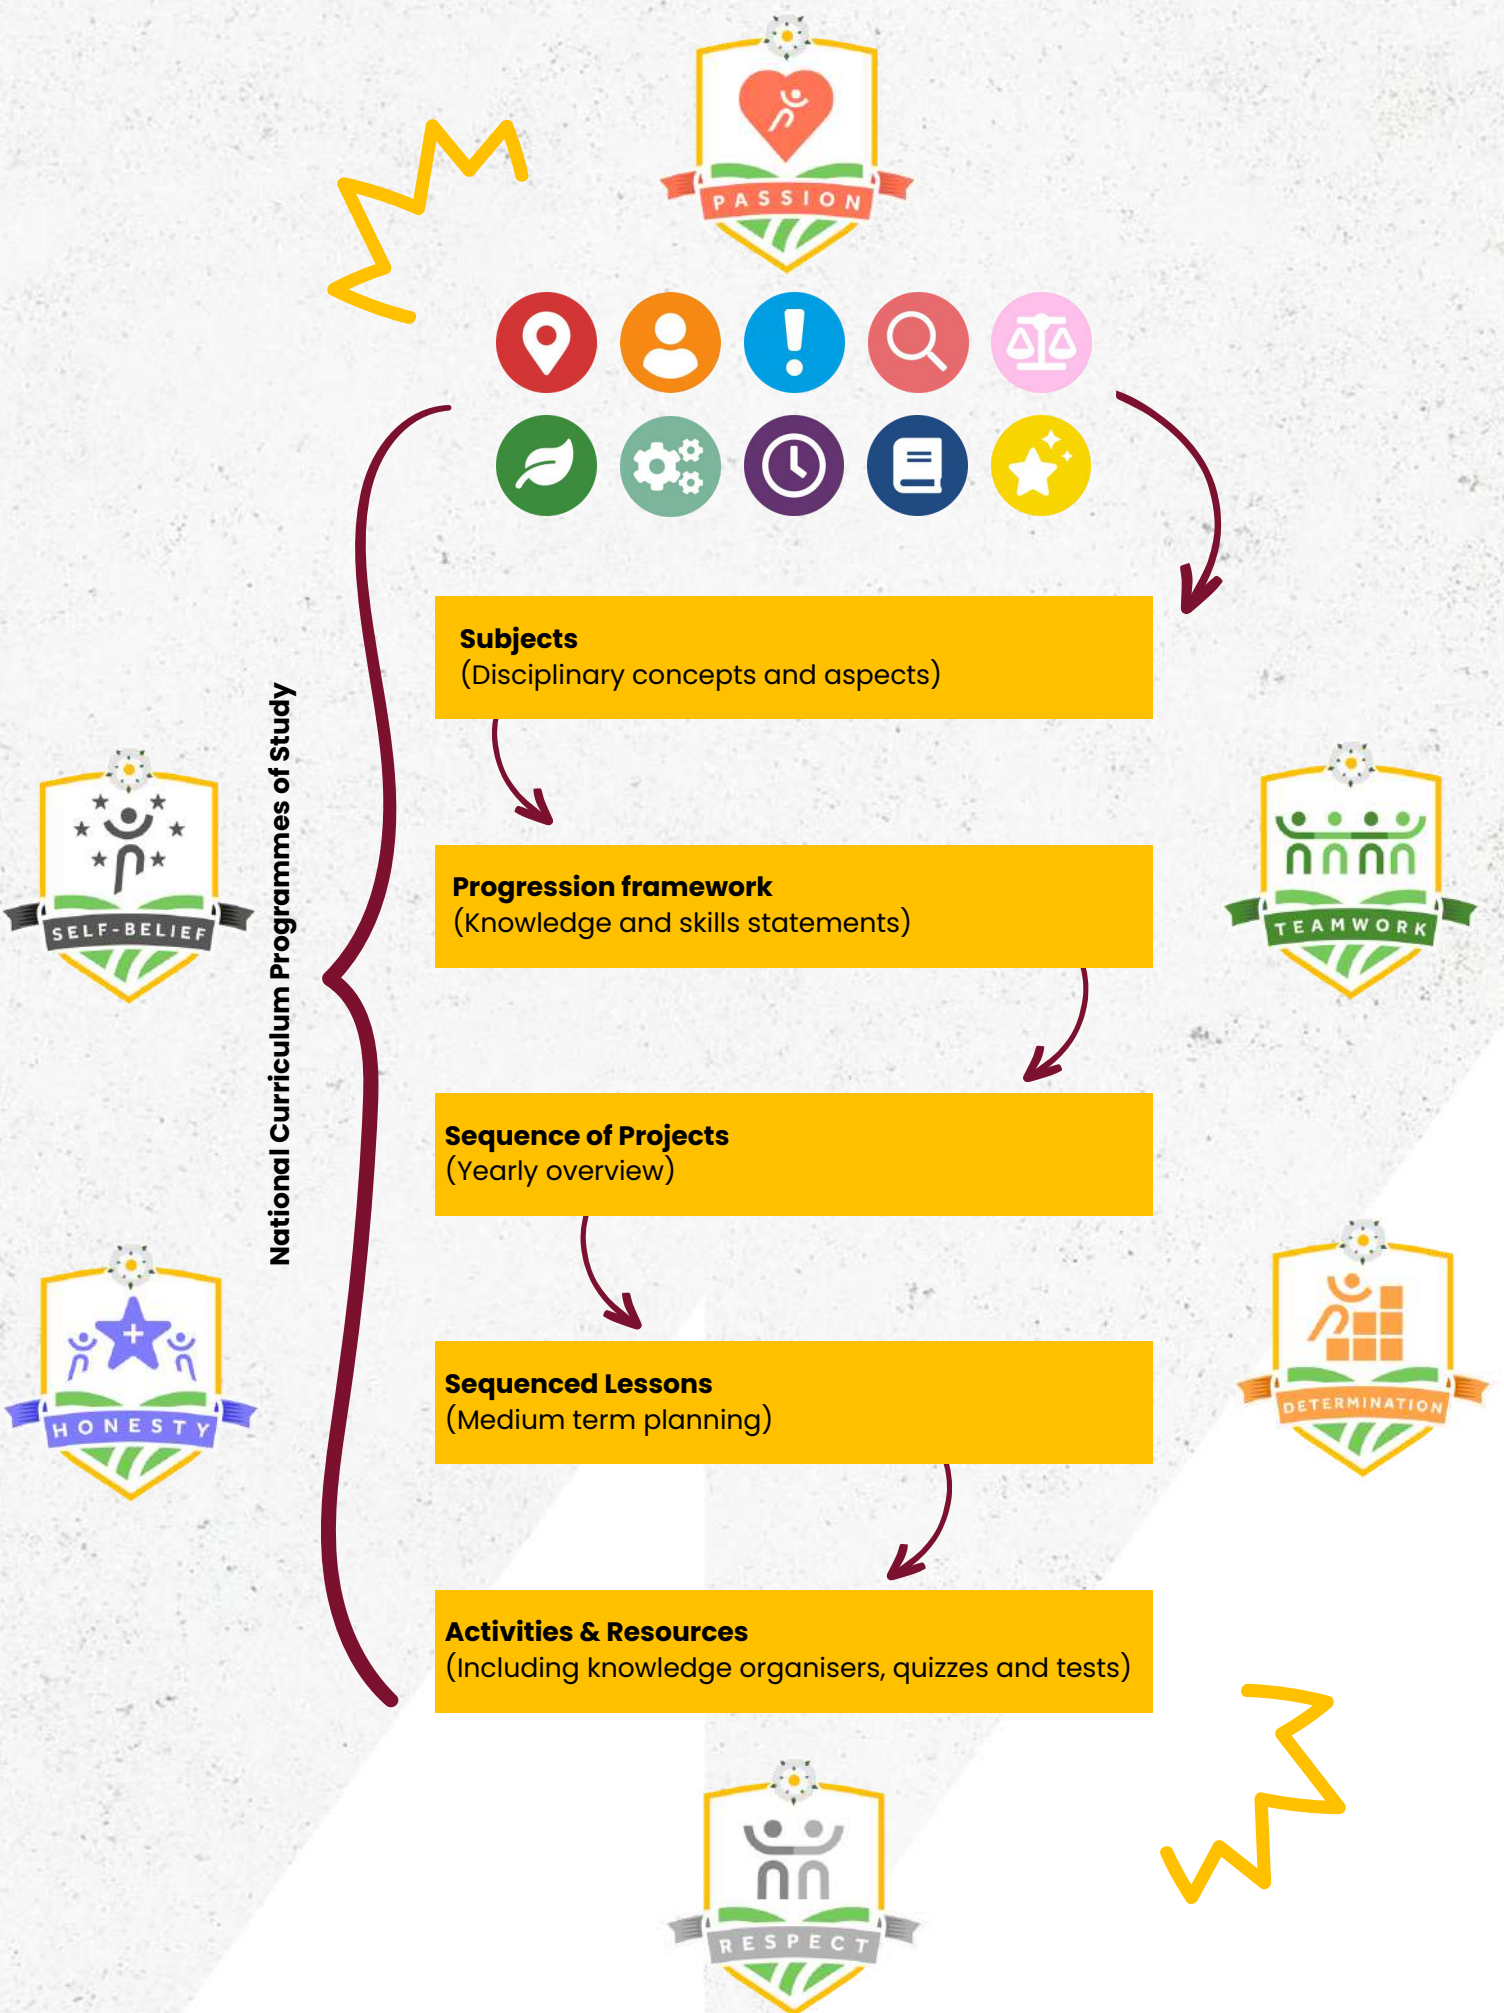 PASSION
Subjects
(Disciplinary concepts and aspects)
National Curriculum Programmes of Study
SELF-BELIEF
TEAMWORK
Progression framework
(Knowledge and skills statements)
Sequence of Projects
(Yearly overview)
HONESTY
DETERMINATION
Sequenced Lessons
(Medium term planning)
Activities & Resources
(Including knowledge organisers, quizzes and tests)
RESPECT